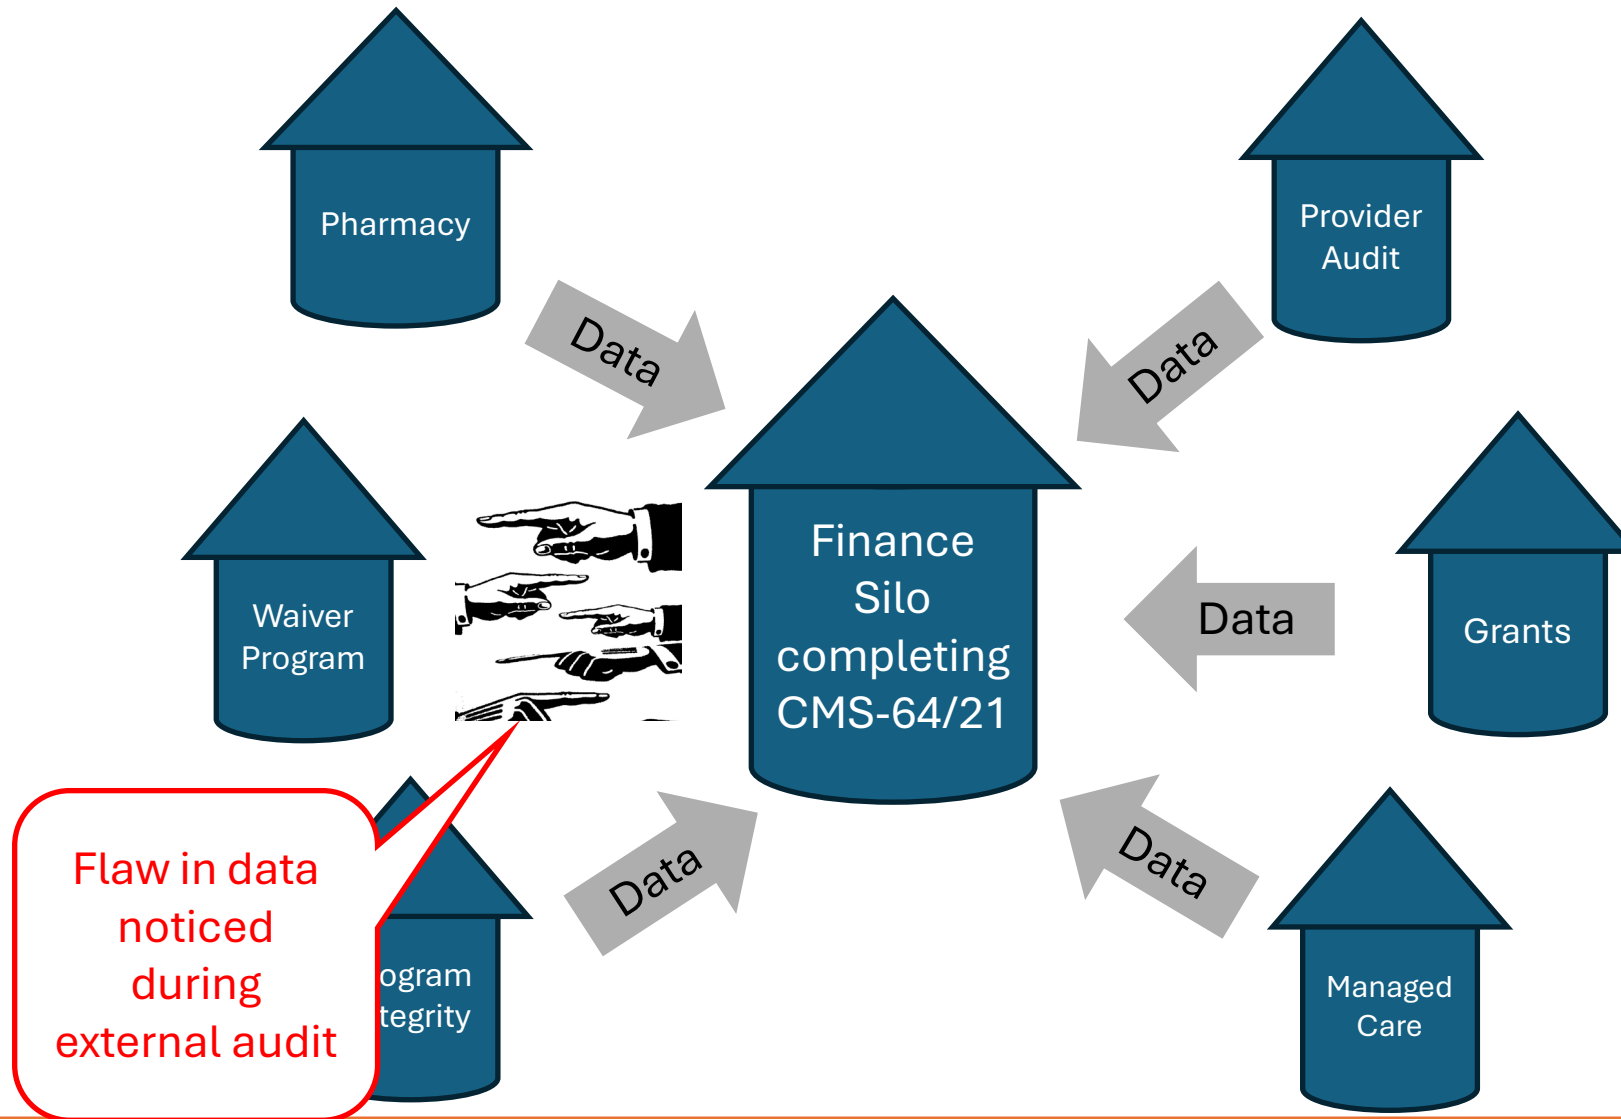 Pharmacy
Provider
Audit
Data
Data
Waiver
Program
Finance
Silo
completing
CMS-64/21
Data
Grants
Flaw in data
noticed
during
external audit
ogram
tegrity
Data
Data
Managed
Care